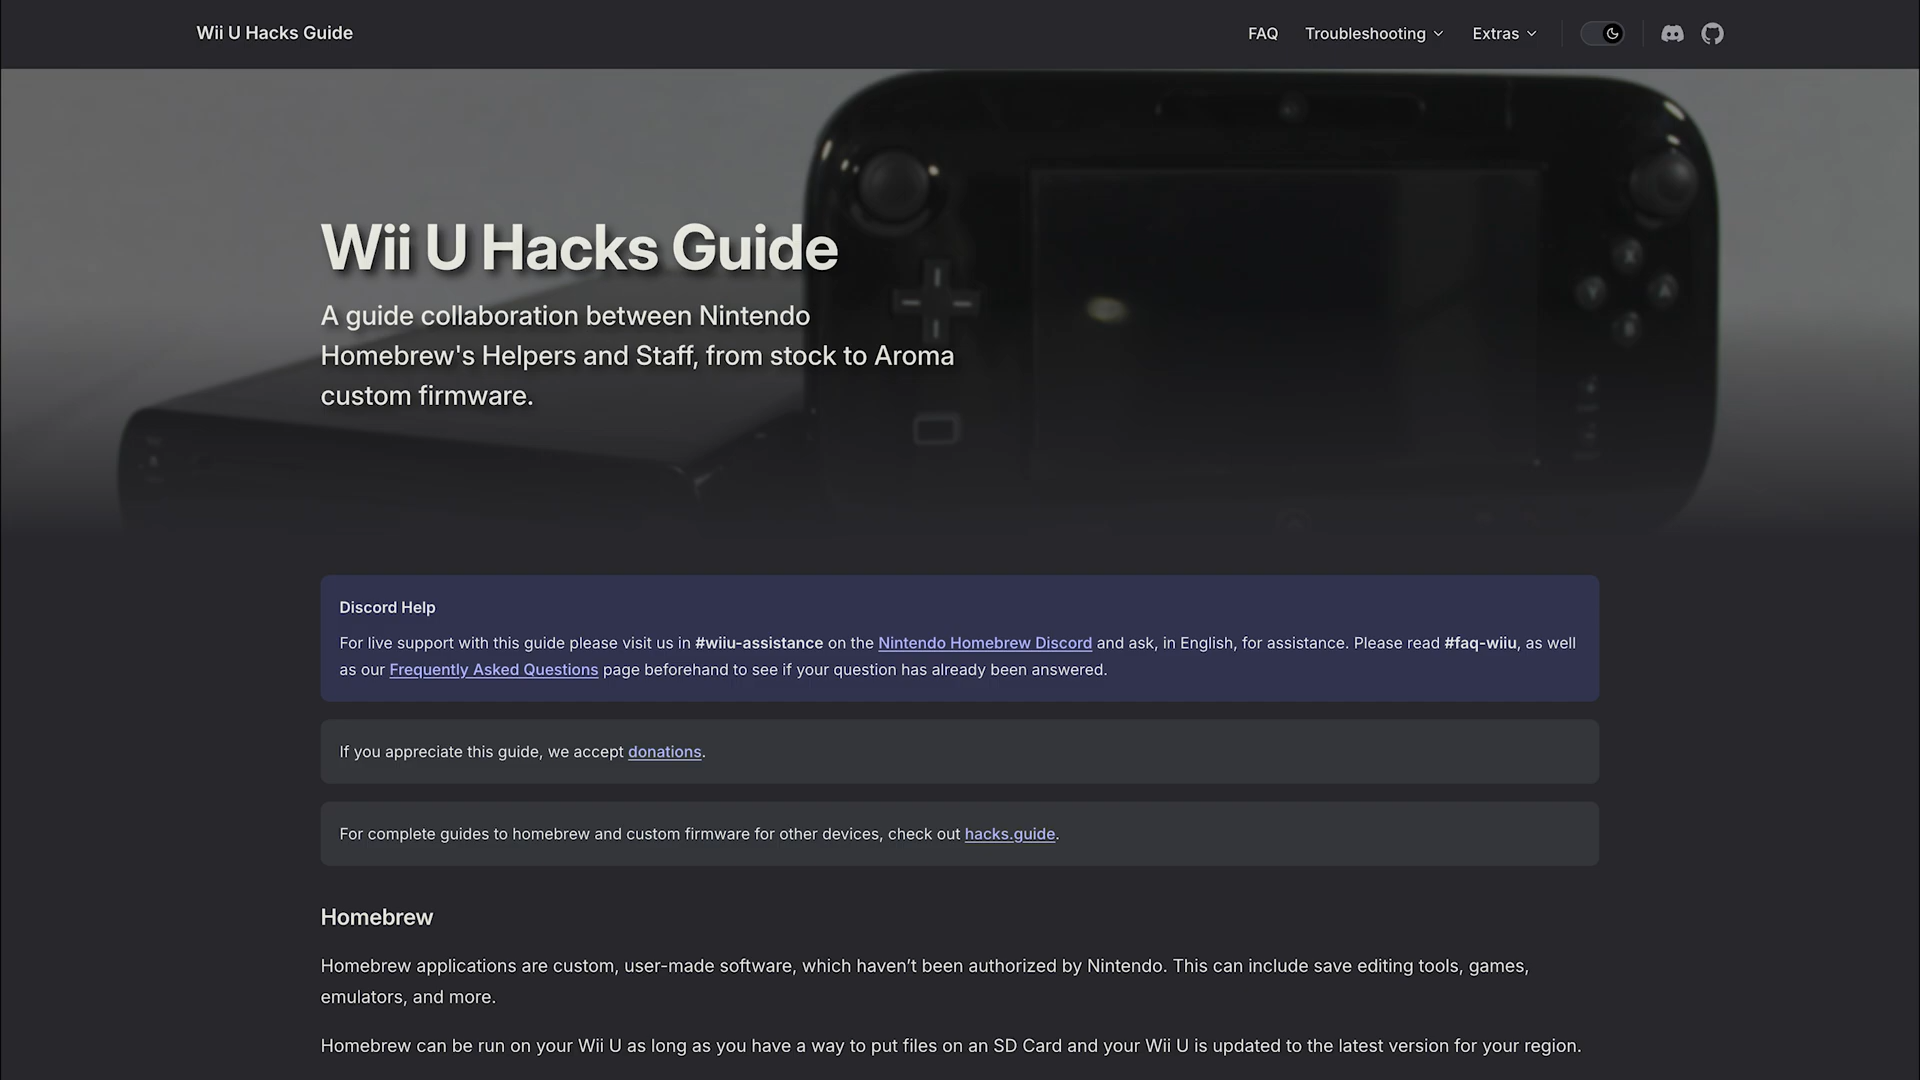 Wii U Hacks Guide
FAQ
Troubleshooting
Extras
Wii U Hacks Guide
A guide collaboration between Nintendo
Homebrew's Helpers and Staff, from stock to Aroma
custom firmware.
X
Y
A
B
Discord Help
For live support with this guide please visit us in #wiiu-assistance on the Nintendo Homebrew Discord and ask, in English, for assistance. Please read #faq-wiiu, as well
as our Frequently Asked Questions page beforehand to see if your question has already been answered.
If you appreciate this guide, we accept donations.
For complete guides to homebrew and custom firmware for other devices, check out hacks.guide.
Homebrew
Homebrew applications are custom, user-made software, which haven’t been authorized by Nintendo. This can include save editing tools, games,
emulators, and more.
Homebrew can be run on your Wii U as long as you have a way to put files on an SD Card and your Wii U is updated to the latest version for your region.